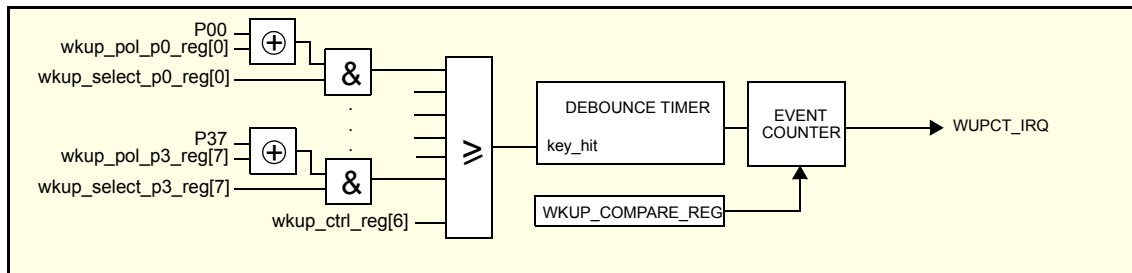 P00
wkup_pol_p0_reg[0]
wkup_select_p0_reg[0]
&
.
.
.
P37
wkup_pol_p3_reg[7]
wkup_select_p3_reg[7]
&
wkup_ctrl_reg[6]
≥
DEBOUNCE TIMER
key_hit
WKUP_COMPARE_REG
EVENT
COUNTER
WUPCT_IRQ